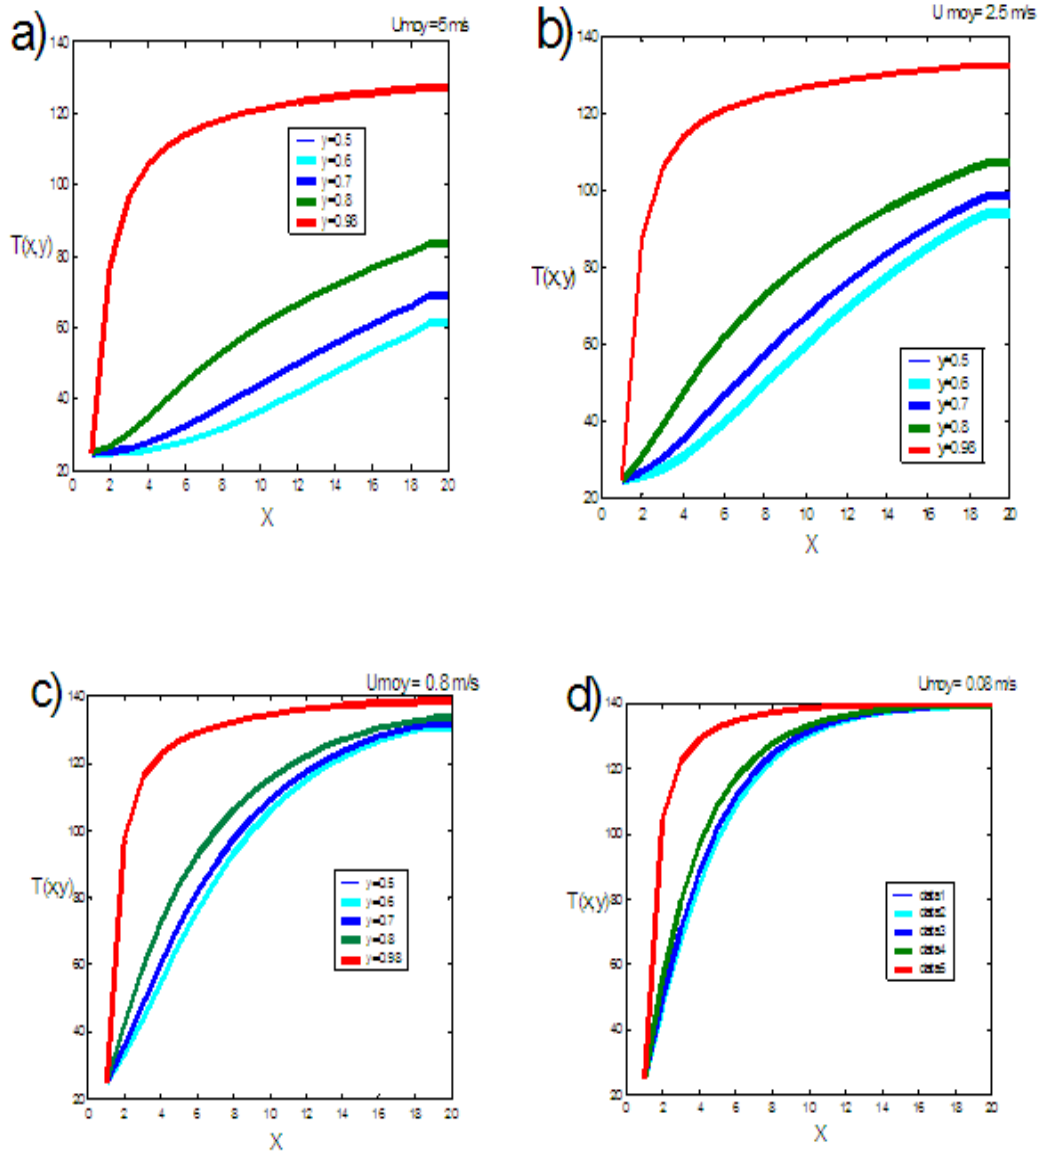 a)
Umoy=5 m/s
140
120
100
80
60
40
20
T(x,y)
y=0.5
y=0.6
y=0.7
y=0.8
y=0.98
0 2 4 6 8 10 12 14 16 18 20
X
b)
U moy= 2.5 m/s
140
120
100
80
60
40
20
T(x,y)
y=0.5
y=0.6
y=0.7
y=0.8
y=0.98
0 2 4 6 8 10 12 14 16 18 20
X
c)
Umoy= 0.8 m/s
140
120
100
80
60
40
20
T(x,y)
y=0.5
y=0.6
y=0.7
y=0.8
y=0.98
0 2 4 6 8 10 12 14 16 18 20
X
d)
Umoy= 0.08 m/s
140
120
100
80
60
40
20
T(x,y)
data1
data2
data3
data4
data5
0 2 4 6 8 10 12 14 16 18 20
X